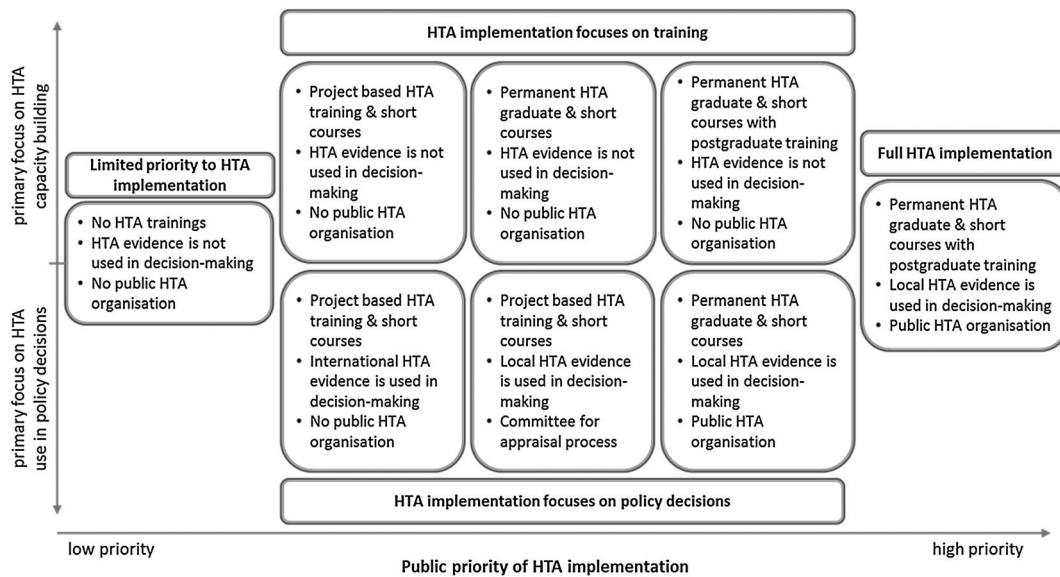 primary focus on HTA
capacity building
primary focus on HTA
use in policy decisions
Limited priority to HTA
implementation
• No HTA trainings
• HTA evidence is not
used in decision-making
• No public HTA
organisation
HTA implementation focuses on training
• Project based HTA
training & short
courses
• HTA evidence is not
used in decision-
making
• No public HTA
organisation
• Permanent HTA
graduate & short
courses
• HTA evidence is not
used in decision-
making
• No public HTA
organisation
• Permanent HTA
graduate & short
courses with
postgraduate training
• HTA evidence is not
used in decision-
making
• No public HTA
organisation
• Project based HTA
training & short
courses
• International HTA
evidence is used in
decision-making
• No public HTA
organisation
• Project based HTA
training & short
courses
• Local HTA evidence
is used in decision-
making
• Committee for
appraisal process
• Permanent HTA
graduate & short
courses
• Local HTA evidence is
used in decision-
making
• Public HTA
organisation
HTA implementation focuses on policy decisions
Full HTA implementation
• Permanent HTA
graduate & short
courses with
postgraduate training
• Local HTA evidence is
used in decision-making
• Public HTA organisation
low priority
high priority
Public priority of HTA implementation